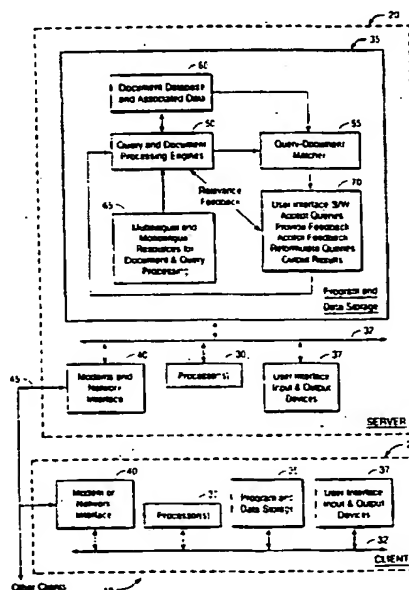 20
35
60
Document Database
and Associated Data
50
55
Query and Document
Processing Engines
Query-Document
Matcher
Relevance
Feedback
70
65
Multilingual and
Monolingual
Resources for
Document & Query
Processing
User Interface S/W
Accept Queries
Provide Feedback
Accept Feedback
Reformulate Queries
Output Results
Program and
Data Storage
32
45
40
30
37
Modems and
Network
Interface
Processor(s)
User Interface
Input & Output
Devices
SERVER
40
35
37
Modem or
Network
Interface
Processor(s)
Program and
Data Storage
User Interface
Input & Output
Devices
32
CLIENT
Other Clients